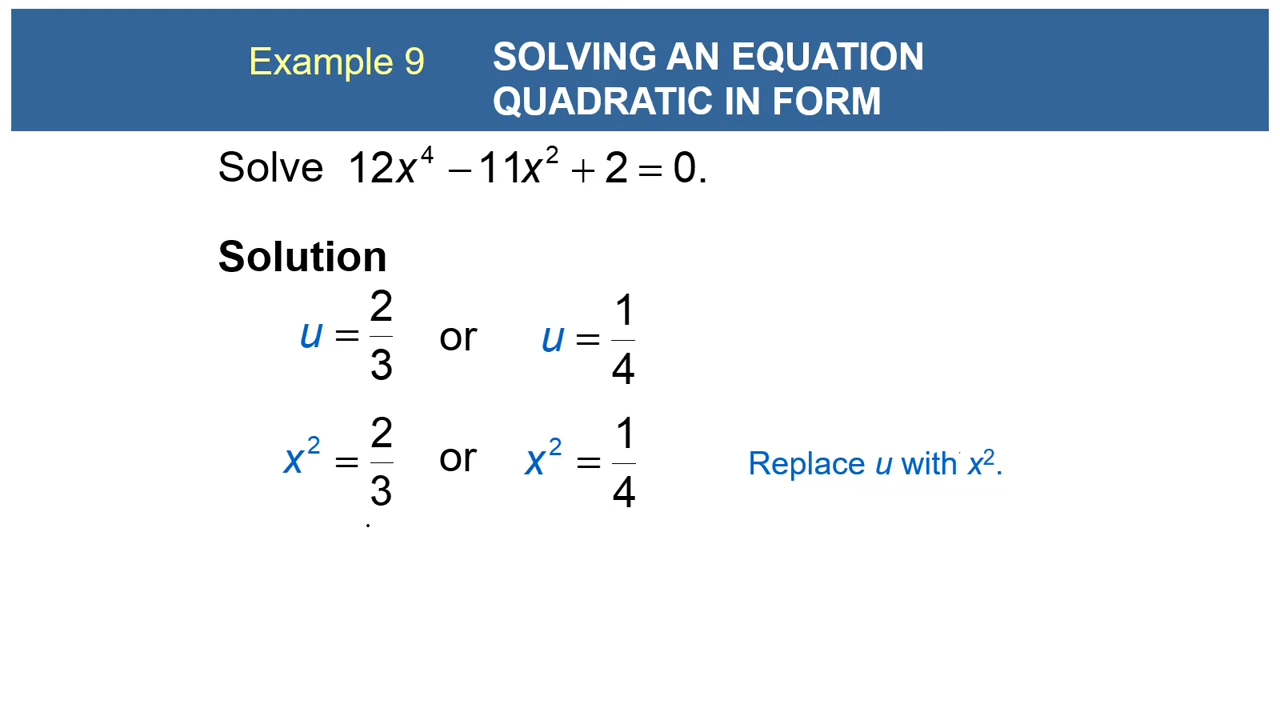 Example 9
SOLVING AN EQUATION
QUADRATIC IN FORM
Solve 12x⁴ − 11x² + 2 = 0.
Solution
u = 2/3 or u = 1/4
x² = 2/3 or x² = 1/4 Replace u with x².